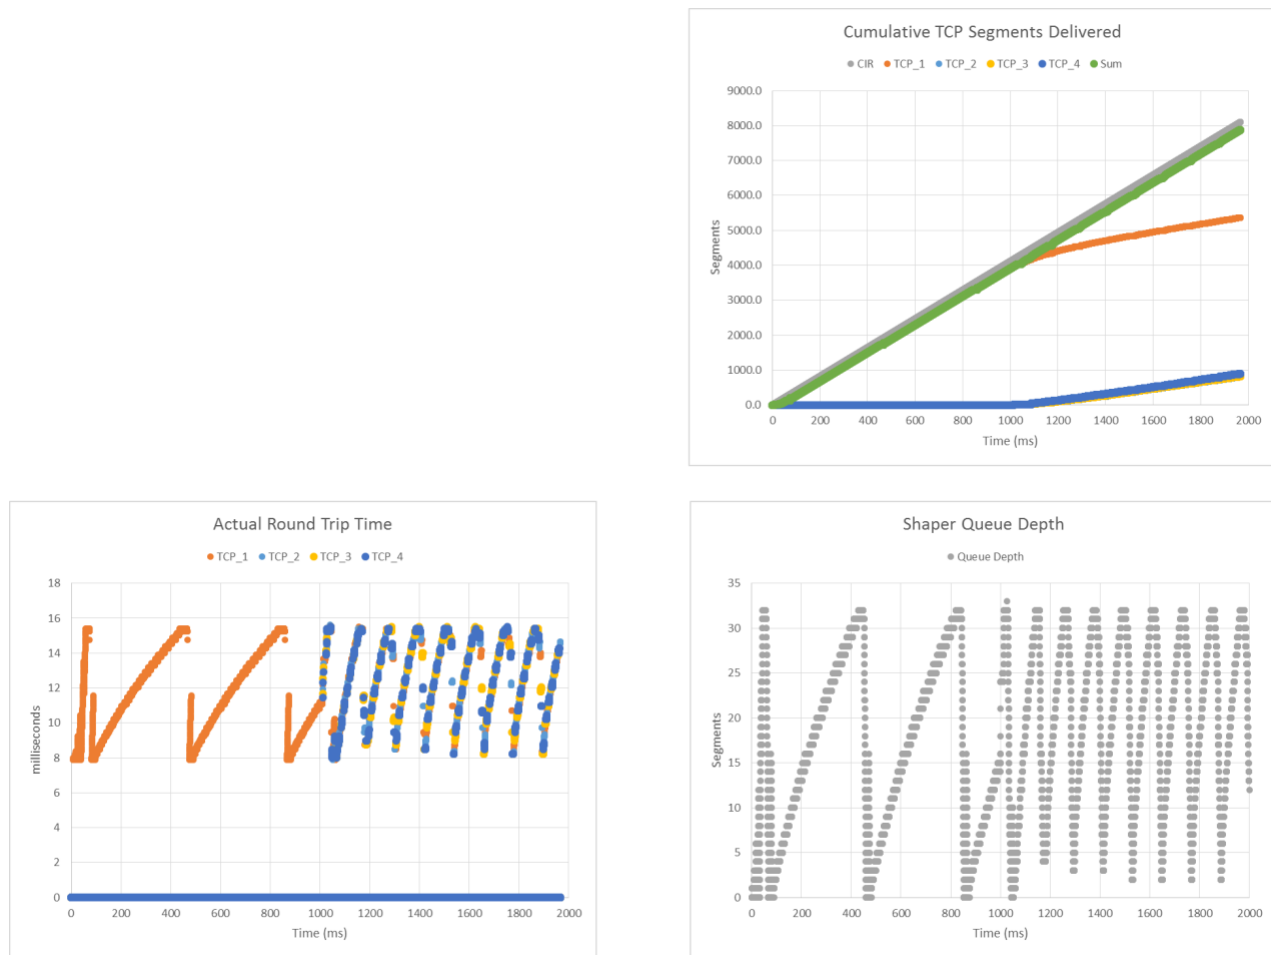 Cumulative TCP Segments Delivered
CIR TCP_1 TCP_2 TCP_3 TCP_4 Sum
9000.0
8000.0
7000.0
6000.0
5000.0
4000.0
3000.0
2000.0
1000.0
0.0
Segments
0 200 400 600 800 1000 1200 1400 1600 1800 2000
Time (ms)
Actual Round Trip Time
TCP_1 TCP_2 TCP_3 TCP_4
18
16
14
12
10
8
6
4
2
0
milliseconds
0 200 400 600 800 1000 1200 1400 1600 1800 2000
Time (ms)
Shaper Queue Depth
Queue Depth
35
30
25
20
15
10
5
0
Segments
0 200 400 600 800 1000 1200 1400 1600 1800 2000
Time (ms)